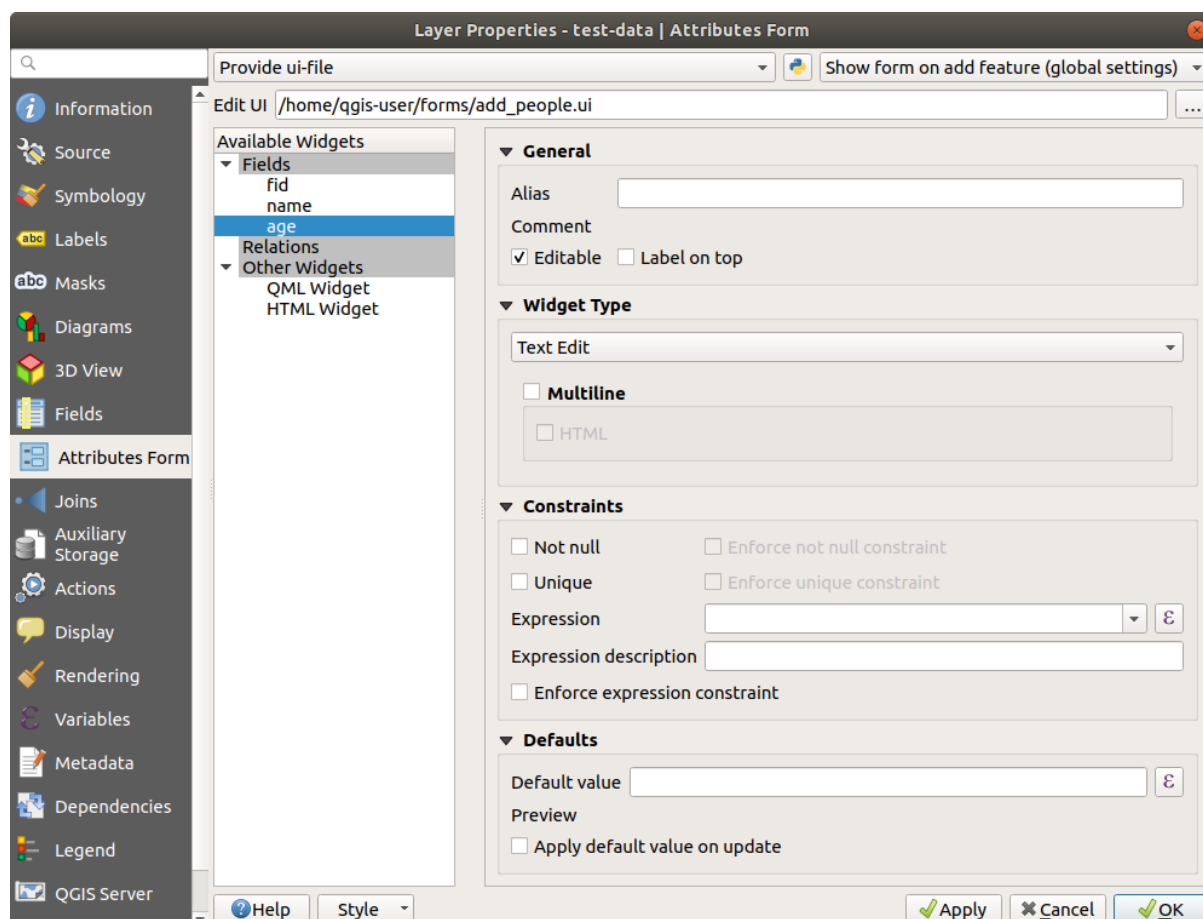 Layer Properties - test-data | Attributes Form
Provide ui-file
Show form on add feature (global settings)
Edit UI
/home/qgis-user/forms/add_people.ui
...
Information
Source
Symbology
abc
Labels
abc
Masks
Diagrams
3D View
Fields
Attributes Form
Joins
Auxiliary
Storage
Actions
Display
Rendering
Variables
Metadata
Dependencies
Legend
QGIS Server
Available Widgets
Fields
fid
name
age
Relations
Other Widgets
QML Widget
HTML Widget
General
Alias
Comment
Editable
Label on top
Widget Type
Text Edit
Multiline
HTML
Constraints
Not null
Enforce not null constraint
Unique
Enforce unique constraint
Expression
ε
Expression description
Enforce expression constraint
Defaults
Default value
ε
Preview
Apply default value on update
Help
Style
Apply
Cancel
OK